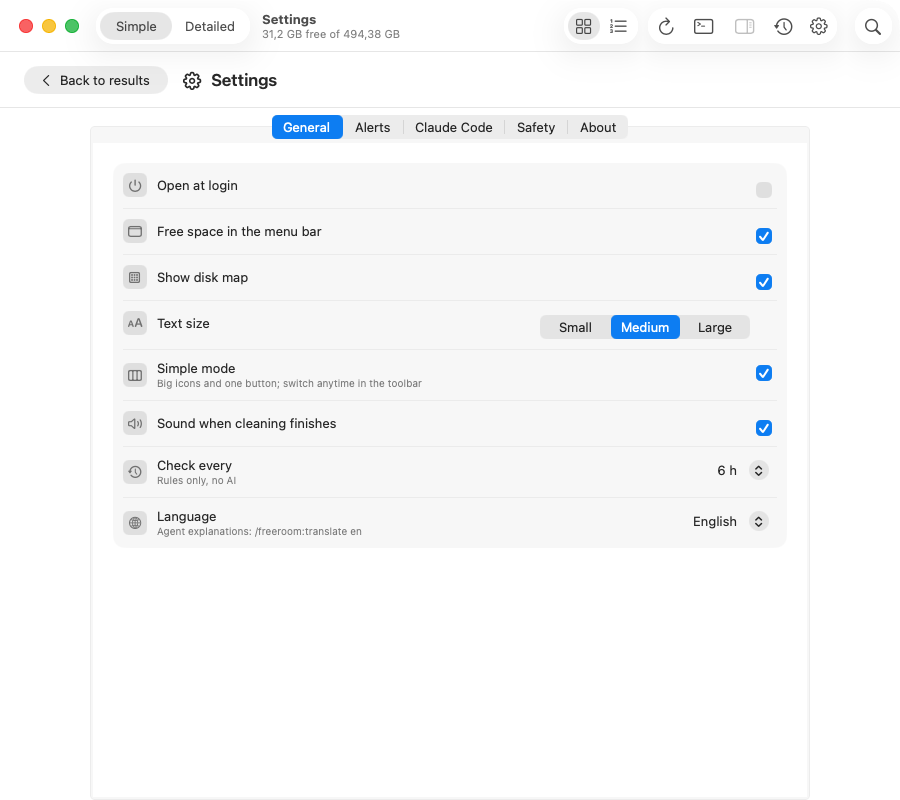 Simple
Detailed
Settings
31,2 GB free of 494,38 GB
Back to results
Settings
General
Alerts
Claude Code
Safety
About
Open at login
Free space in the menu bar
Show disk map
AA
Text size
Small
Medium
Large
Simple mode
Big icons and one button; switch anytime in the toolbar
Sound when cleaning finishes
Check every
6 h
Rules only, no AI
Language
English
Agent explanations: /freeroom:translate en